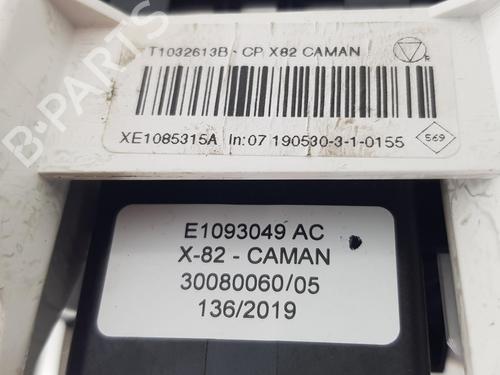 T1032613B - CP. X82 CAMAN
R
XE1085315A In:07 190530-3-1-0155
569
E1093049 AC
X-82 - CAMAN
30080060/05
136/2019
B-PARTS